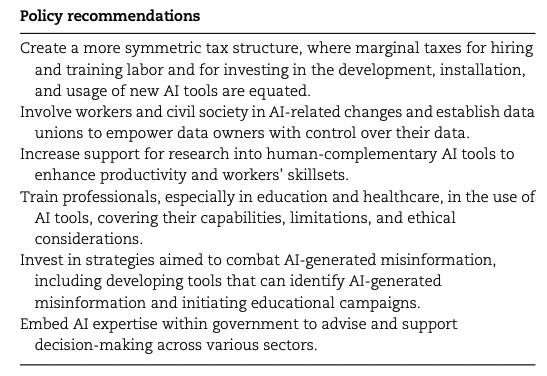 Policy recommendations
Create a more symmetric tax structure, where marginal taxes for hiring
and training labor and for investing in the development, installation,
and usage of new AI tools are equated.
Involve workers and civil society in AI-related changes and establish data
unions to empower data owners with control over their data.
Increase support for research into human-complementary AI tools to
enhance productivity and workers’ skillsets.
Train professionals, especially in education and healthcare, in the use of
AI tools, covering their capabilities, limitations, and ethical
considerations.
Invest in strategies aimed to combat AI-generated misinformation,
including developing tools that can identify AI-generated
misinformation and initiating educational campaigns.
Embed AI expertise within government to advise and support
decision-making across various sectors.